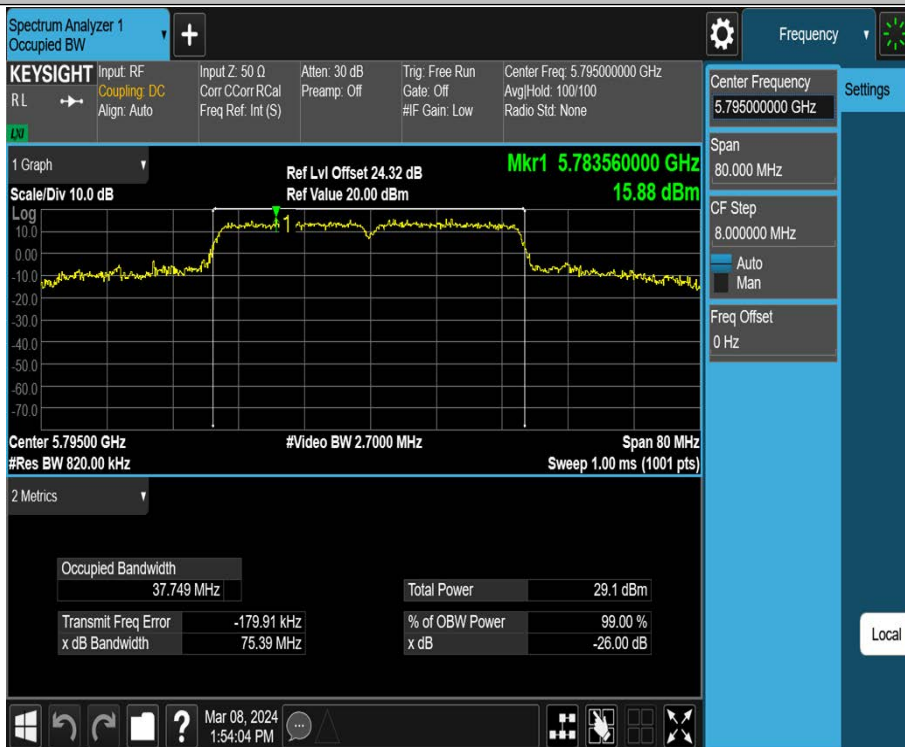 Spectrum Analyzer 1
Occupied BW
+
Frequency
KEYSIGHT
RL
LXI
Input: RF
Coupling: DC
Align: Auto
Input Z: 50 Ω
Corr CCorr RCal
Freq Ref: Int (S)
Atten: 30 dB
Preamp: Off
Trig: Free Run
Gate: Off
#IF Gain: Low
Center Freq: 5.795000000 GHz
Avg|Hold: 100/100
Radio Std: None
Center Frequency
5.795000000 GHz
Settings
Span
80.000 MHz
CF Step
8.000000 MHz
Auto
Man
Freq Offset
0 Hz
1 Graph
Scale/Div 10.0 dB
Ref Lvl Offset 24.32 dB
Ref Value 20.00 dBm
Mkr1 5.783560000 GHz
15.88 dBm
Log
10.0
0.00
-10.0
-20.0
-30.0
-40.0
-50.0
-60.0
-70.0
1
Center 5.79500 GHz
#Video BW 2.7000 MHz
Span 80 MHz
#Res BW 820.00 kHz
Sweep 1.00 ms (1001 pts)
2 Metrics
Occupied Bandwidth
37.749 MHz
Total Power 29.1 dBm
Transmit Freq Error -179.91 kHz
% of OBW Power 99.00 %
x dB Bandwidth 75.39 MHz
x dB -26.00 dB
Local
?
Mar 08, 2024
1:54:04 PM